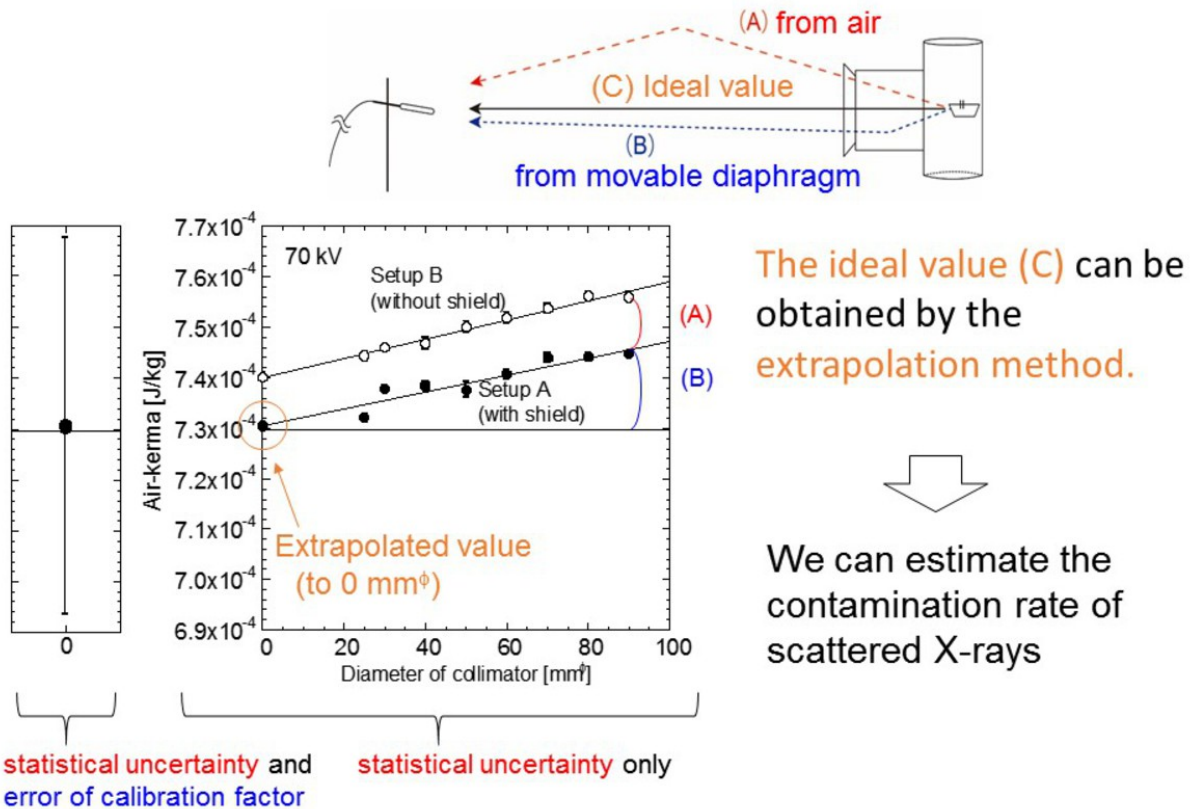 (A) from air
(C) Ideal value
(B)
from movable diaphragm
7.7x10⁻⁴
7.6x10⁻⁴
7.5x10⁻⁴
7.4x10⁻⁴
7.3x10⁻⁴
7.2x10⁻⁴
7.1x10⁻⁴
7.0x10⁻⁴
6.9x10⁻⁴
Air-kerma [J/kg]
70 kV
Setup B
(without shield)
Setup A
(with shield)
(A)
(B)
Extrapolated value
(to 0 mmᶲ)
0
0 20 40 60 80 100
Diameter of collimator [mmᶲ]
The ideal value (C) can be
obtained by the
extrapolation method.
We can estimate the
contamination rate of
scattered X-rays
statistical uncertainty and
error of calibration factor
statistical uncertainty only